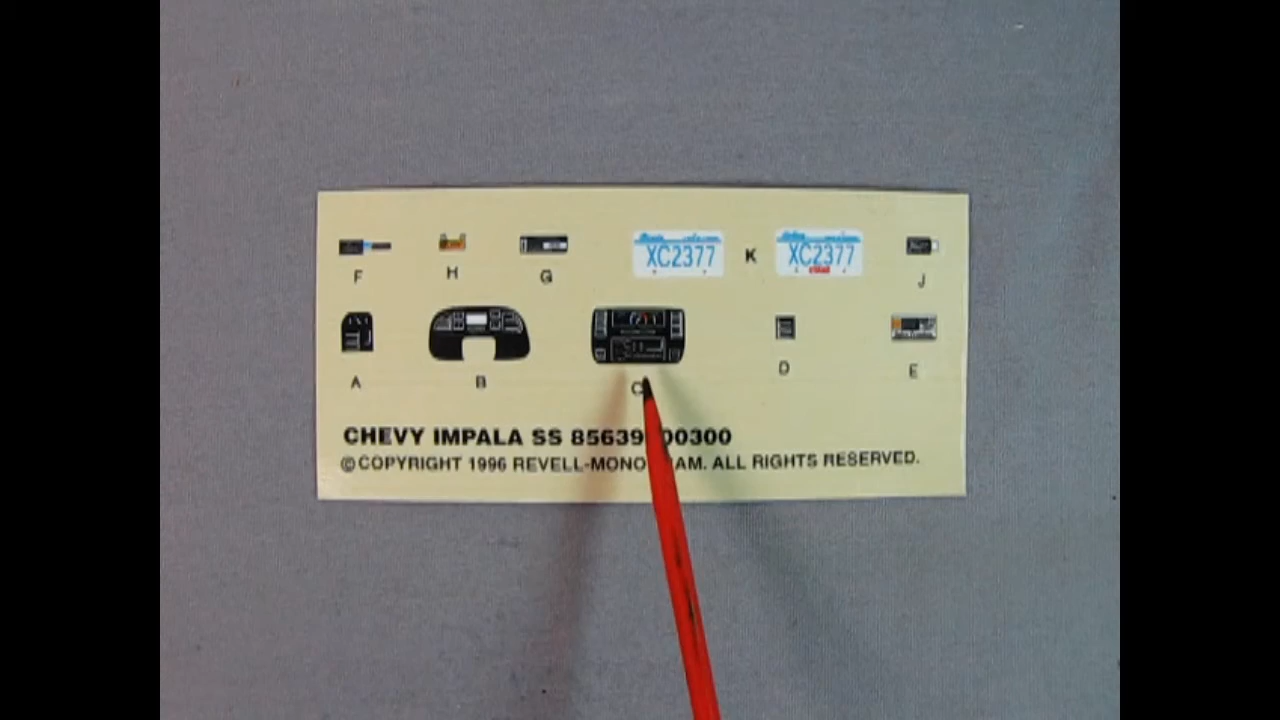 XC2377 K XC2377
F H G J
A B C D E
CHEVY IMPALA SS 85639 00300
©COPYRIGHT 1996 REVELL-MONO AM. ALL RIGHTS RESERVED.